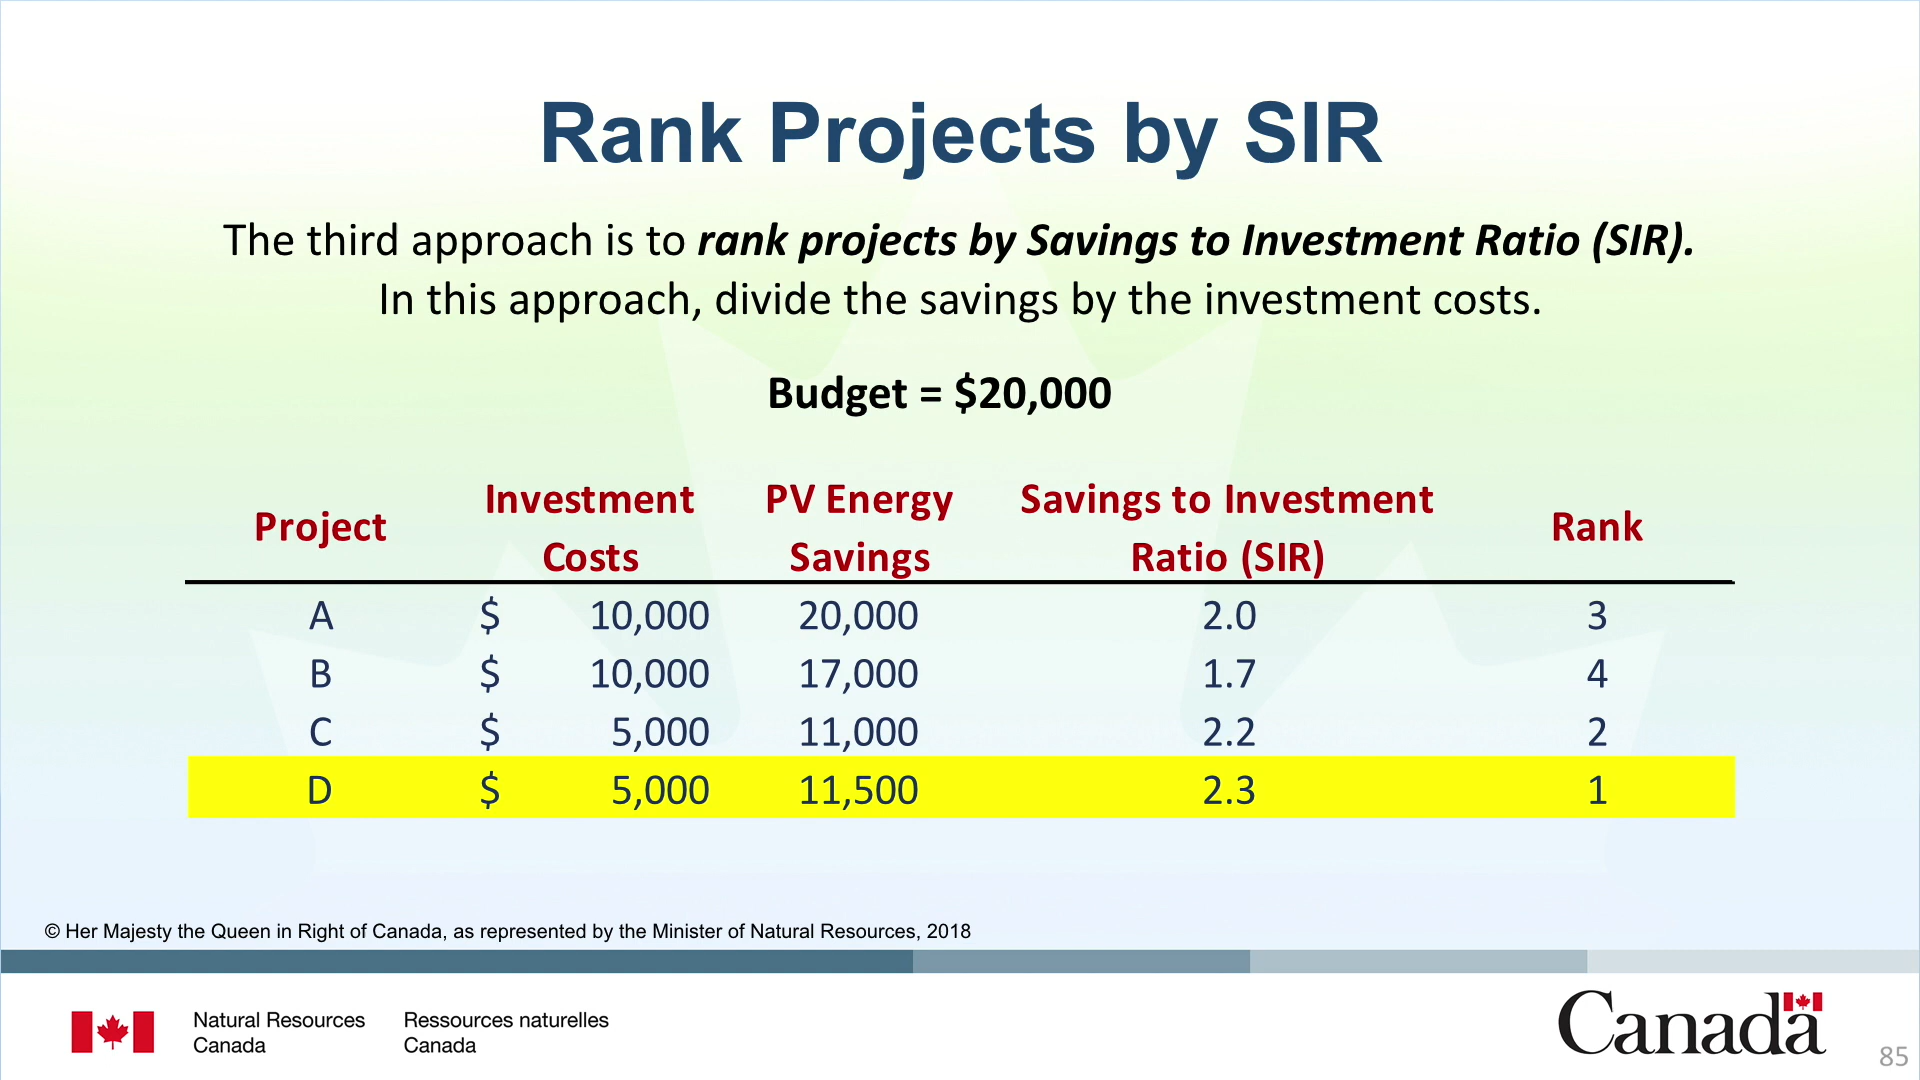 Rank Projects by SIR
The third approach is to rank projects by Savings to Investment Ratio (SIR).
In this approach, divide the savings by the investment costs.
Budget = $20,000
Project Investment Costs PV Energy Savings Savings to Investment Ratio (SIR) Rank
A $ 10,000 20,000 2.0 3
B $ 10,000 17,000 1.7 4
C $ 5,000 11,000 2.2 2
D $ 5,000 11,500 2.3 1
© Her Majesty the Queen in Right of Canada, as represented by the Minister of Natural Resources, 2018
Natural Resources Canada
Ressources naturelles Canada
Canada
85